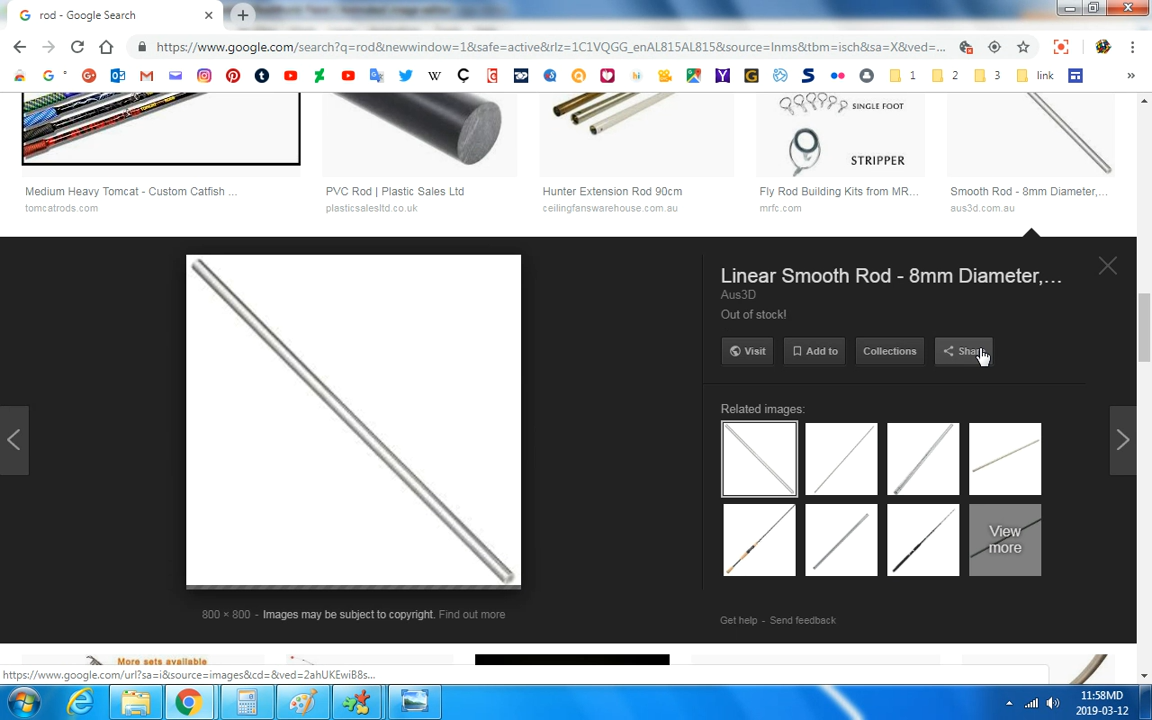 rod - Google Search
https://www.google.com/search?q=rod&newwindow=1&safe=active&rlz=1C1VQGG_enAL815AL815&source=lnms&tbm=isch&sa=X&ved=...
1
2
3
link
»
SINGLE FOOT
STRIPPER
Medium Heavy Tomcat - Custom Catfish ...
PVC Rod | Plastic Sales Ltd
Hunter Extension Rod 90cm
Fly Rod Building Kits from MR...
Smooth Rod - 8mm Diameter,...
tomcatrods.com
plasticsalesltd.co.uk
ceilingfanswarehouse.com.au
mrfc.com
aus3d.com.au
Linear Smooth Rod - 8mm Diameter,...
Aus3D
Out of stock!
Visit
Add to
Collections
Share
Related images:
View
more
800 × 800 - Images may be subject to copyright. Find out more
Get help - Send feedback
More sets available
https://www.google.com/url?sa=i&source=images&cd=&ved=2ahUKEwiB8s...
11:58MD
2019-03-12